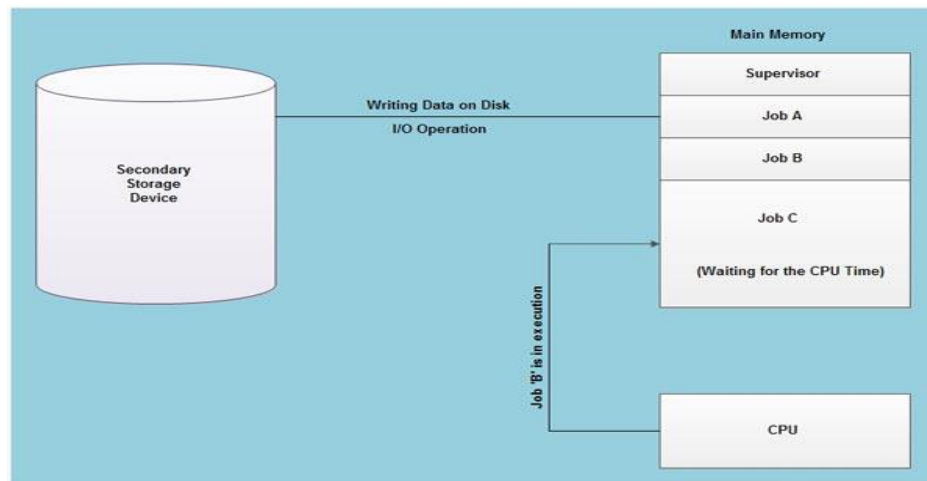 Main Memory
Supervisor
Writing Data on Disk
Job A
I/O Operation
Job B
Secondary
Storage
Device
Job C
(Waiting for the CPU Time)
Job 'B' is in execution
CPU